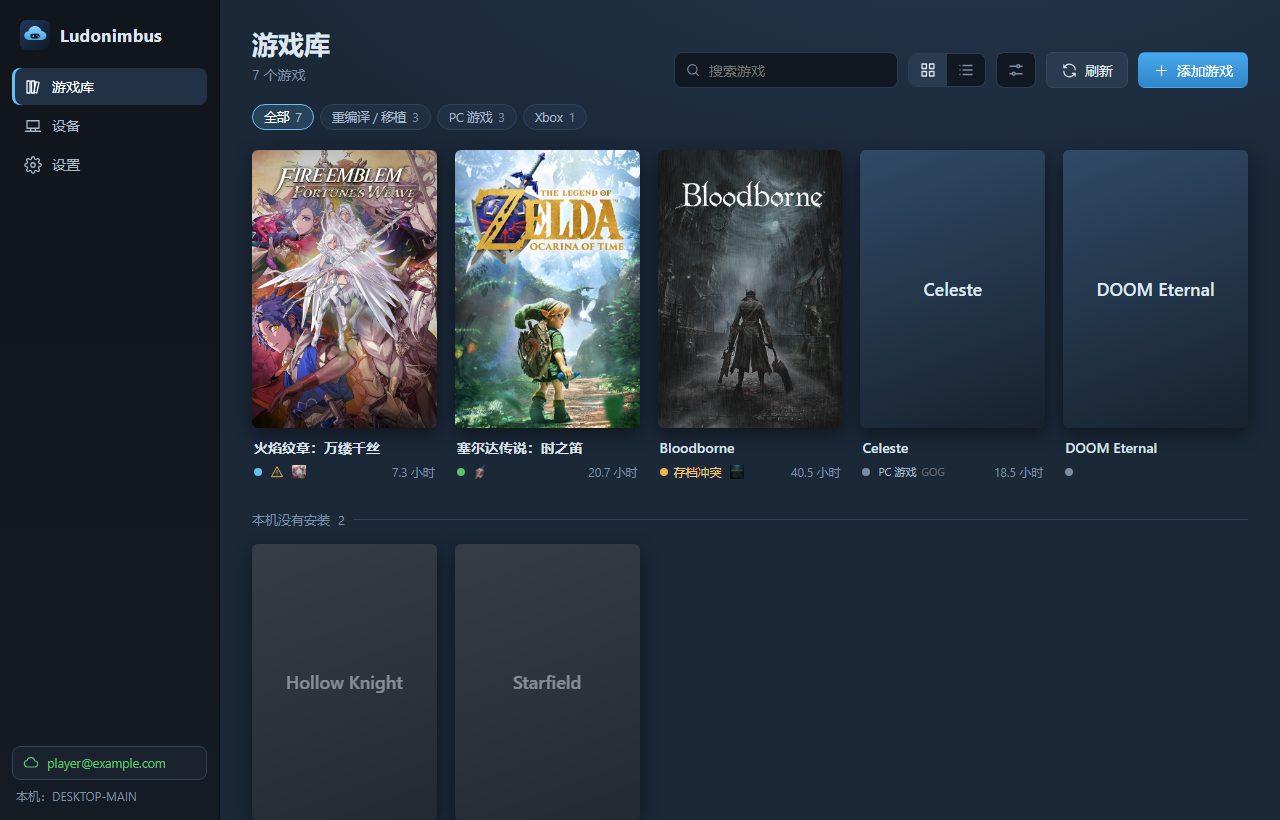 Ludonimbus
游戏库
设备
设置
player@example.com
本机：DESKTOP-MAIN
游戏库
7 个游戏
搜索游戏
刷新
添加游戏
全部 7
重编译 / 移植 3
PC 游戏 3
Xbox 1
FIRE EMBLEM
FORTUNE'S WEAVE
火焰纹章：万缕千丝
7.3 小时
THE LEGEND OF
ZELDA
OCARINA OF TIME
塞尔达传说：时之笛
20.7 小时
Bloodborne
Bloodborne
存档冲突
40.5 小时
Celeste
Celeste
PC 游戏 GOG
18.5 小时
DOOM Eternal
DOOM Eternal
本机没有安装 2
Hollow Knight
Starfield